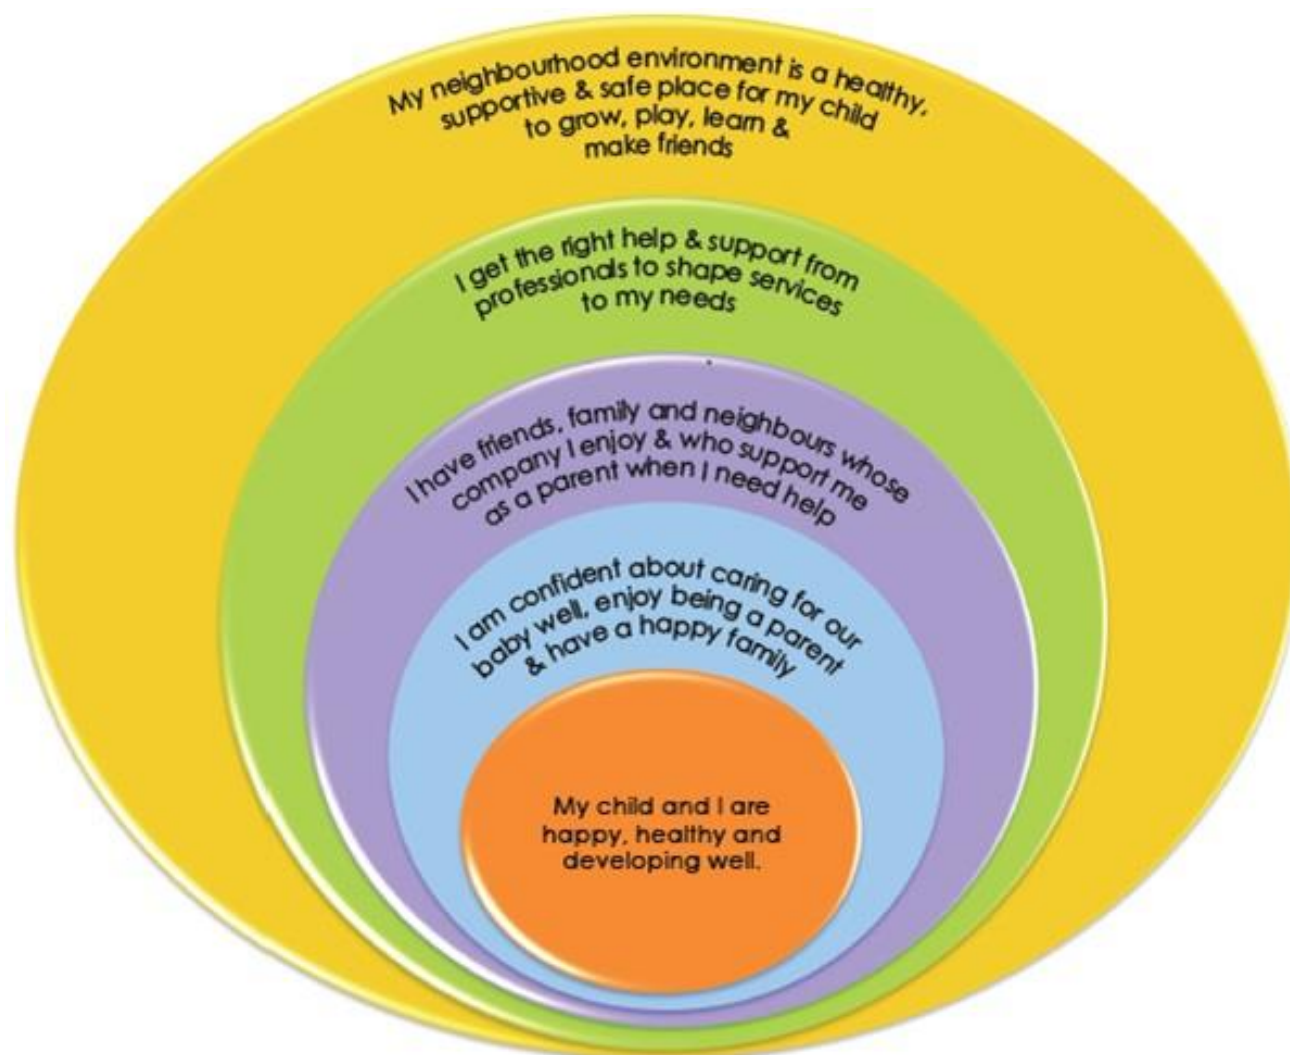 My neighbourhood environment is a healthy,
supportive & safe place for my child
to grow, play, learn &
make friends
I get the right help & support from
professionals to shape services
to my needs
I have friends, family and neighbours whose
company I enjoy & who support me
as a parent when I need help
I am confident about caring for our
baby well, enjoy being a parent
& have a happy family
My child and I are
happy, healthy and
developing well.